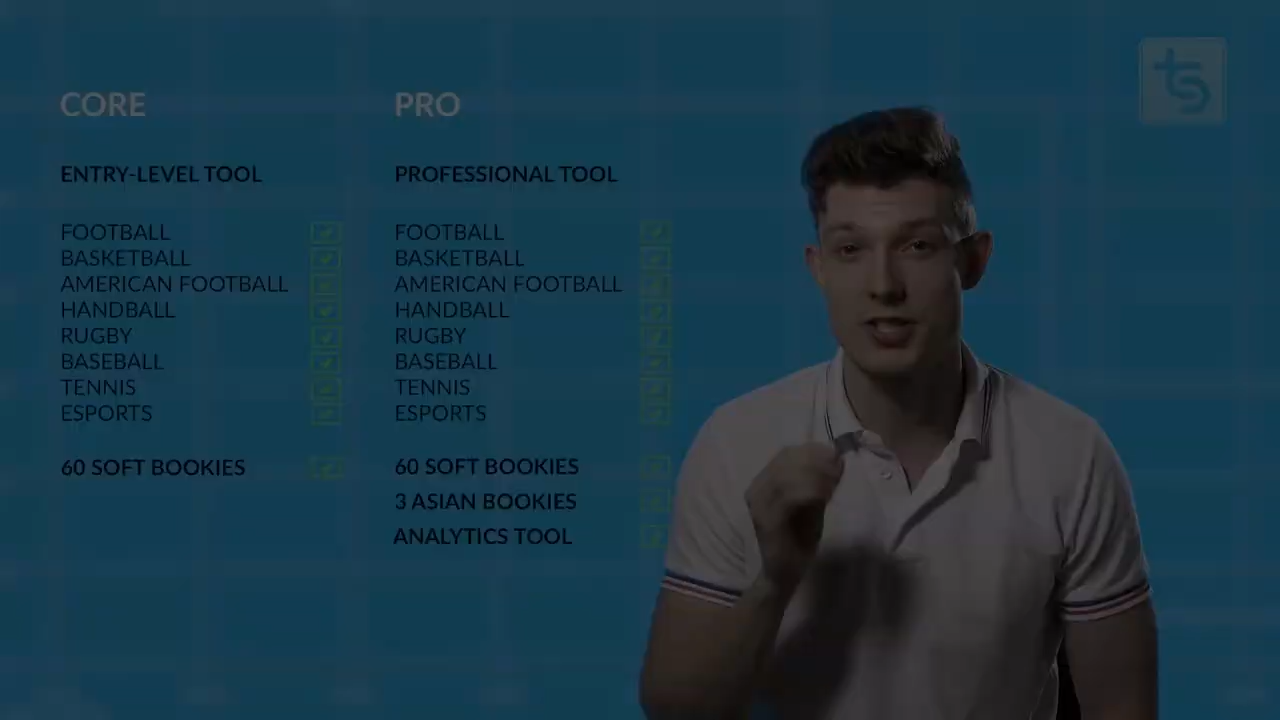 ts
CORE
ENTRY-LEVEL TOOL
FOOTBALL
BASKETBALL
AMERICAN FOOTBALL
HANDBALL
RUGBY
BASEBALL
TENNIS
ESPORTS
60 SOFT BOOKIES
PRO
PROFESSIONAL TOOL
FOOTBALL
BASKETBALL
AMERICAN FOOTBALL
HANDBALL
RUGBY
BASEBALL
TENNIS
ESPORTS
60 SOFT BOOKIES
3 ASIAN BOOKIES
ANALYTICS TOOL